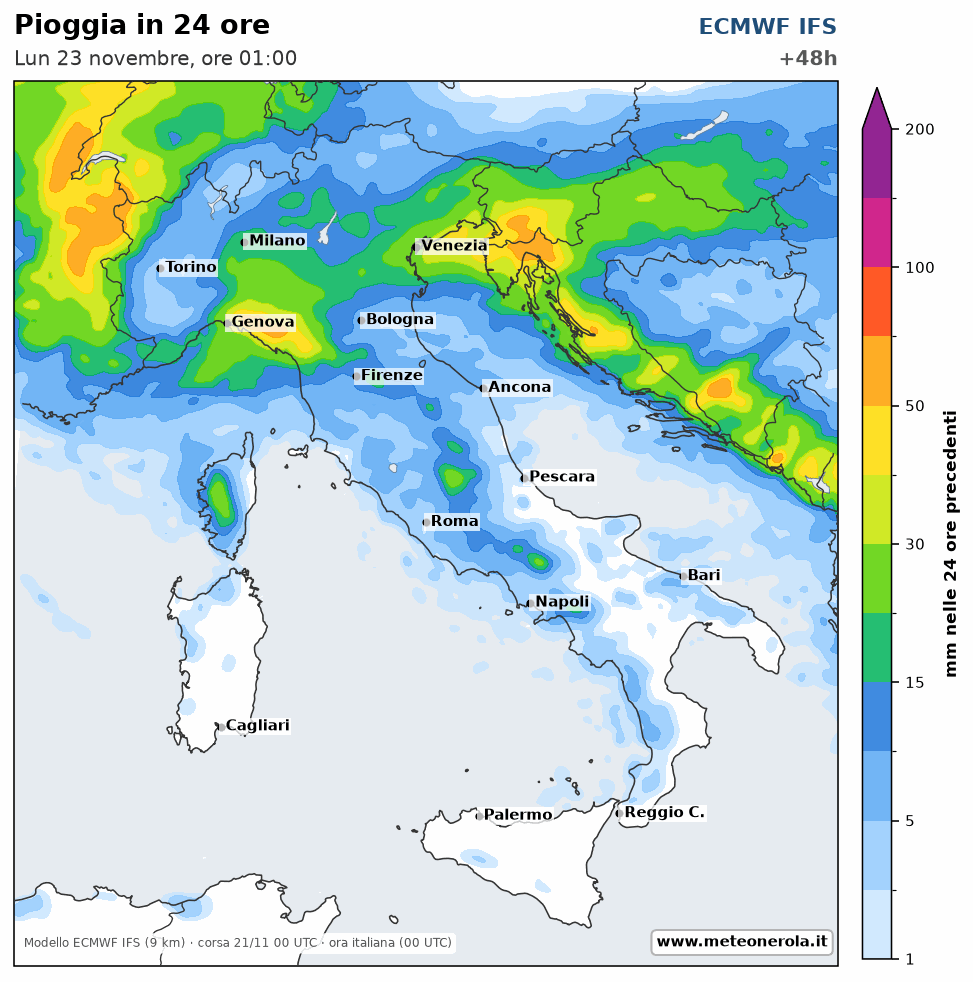 Pioggia in 24 ore
ECMWF IFS
Lun 23 novembre, ore 01:00
+48h
200
100
50
30
15
5
1
mm nelle 24 ore precedenti
Milano
Venezia
Torino
Genova
Bologna
Firenze
Ancona
Pescara
Roma
Bari
Napoli
Cagliari
Palermo
Reggio C.
Modello ECMWF IFS (9 km) · corsa 21/11 00 UTC · ora italiana (00 UTC)
www.meteonerola.it